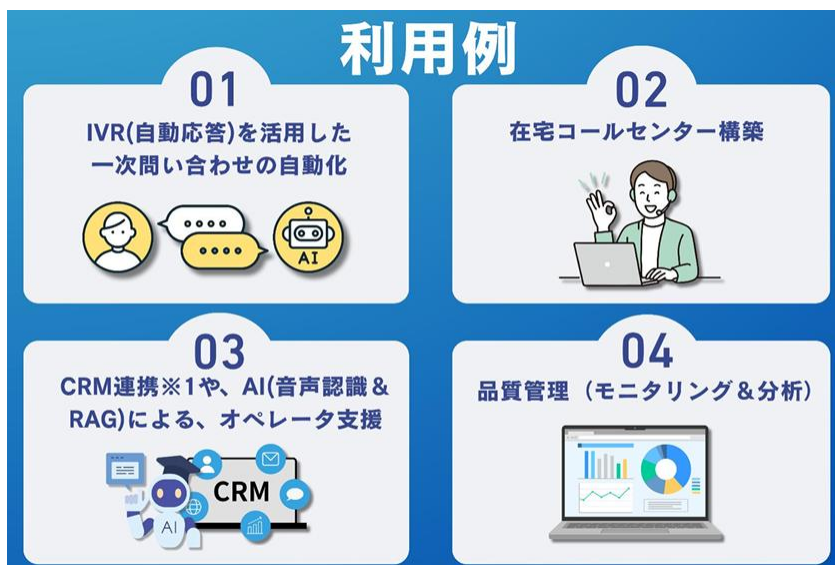 利用例
01
IVR(自動応答)を活用した
一次問い合わせの自動化
AI
02
在宅コールセンター構築
03
CRM連携※1や、AI(音声認識&
RAG)による、オペレータ支援
CRM
AI
04
品質管理（モニタリング&分析）